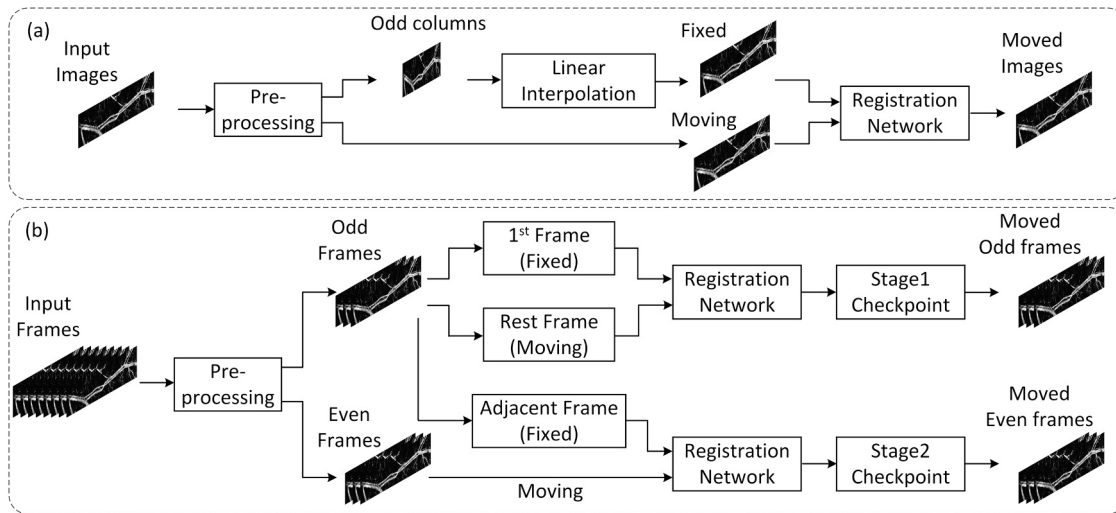 (a)
Input
Images
Pre-
processing
Odd columns
Linear
Interpolation
Fixed
Moving
Registration
Network
Moved
Images
(b)
Input
Frames
Pre-
processing
Odd
Frames
1st Frame
(Fixed)
Rest Frame
(Moving)
Registration
Network
Stage1
Checkpoint
Moved
Odd frames
Even
Frames
Adjacent Frame
(Fixed)
Moving
Registration
Network
Stage2
Checkpoint
Moved
Even frames